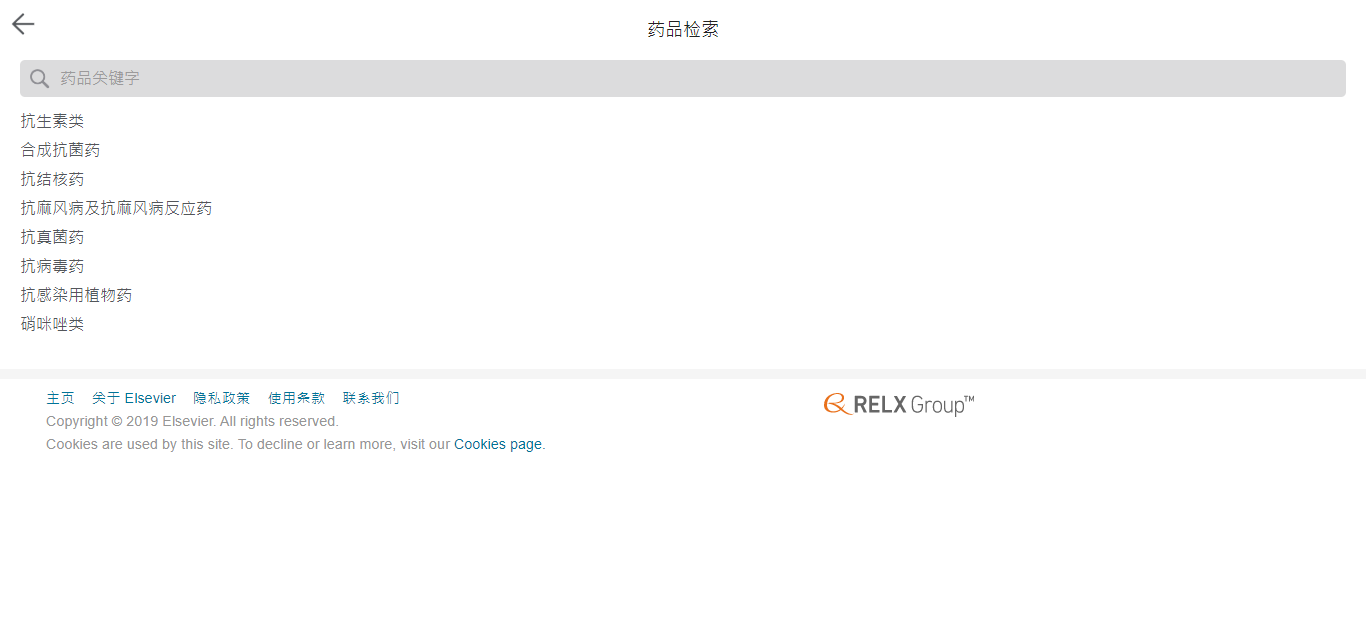 药品检索
药品关键字
抗生素类
合成抗菌药
抗结核药
抗麻风病及抗麻风病反应药
抗真菌药
抗病毒药
抗感染用植物药
硝咪唑类
主页 关于 Elsevier 隐私政策 使用条款 联系我们
RELX Group™
Copyright © 2019 Elsevier. All rights reserved.
Cookies are used by this site. To decline or learn more, visit our Cookies page.